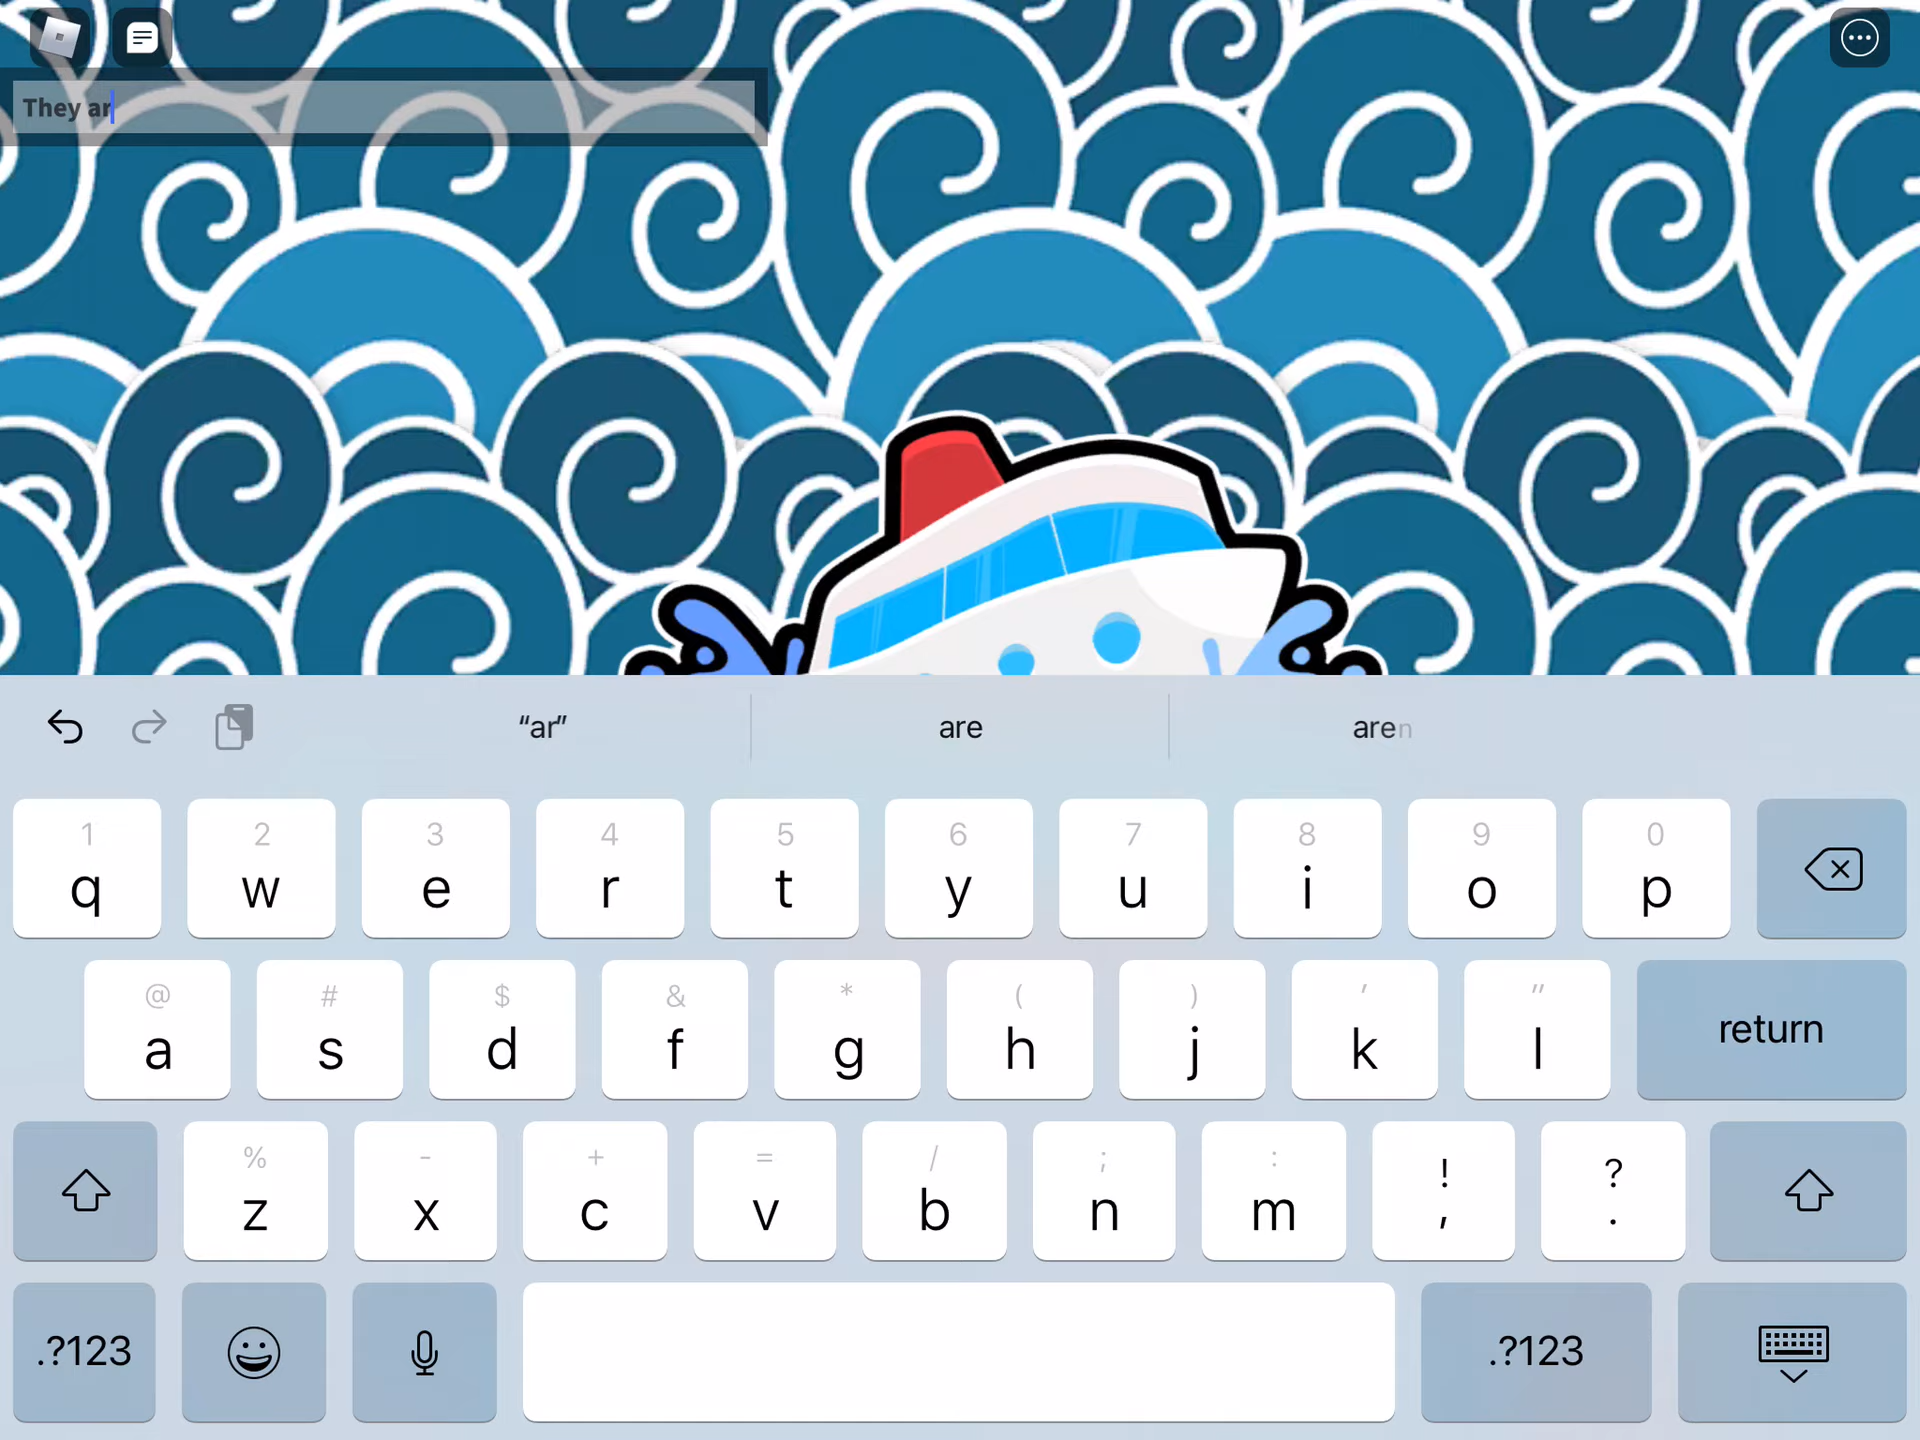 They ar
“ar” are aren
1 2 3 4 5 6 7 8 9 0
q w e r t y u i o p
@ # $ & * ( ) ' "
a s d f g h j k l return
% - + = / ; : ! ?
z x c v b n m , .
.?123 .?123